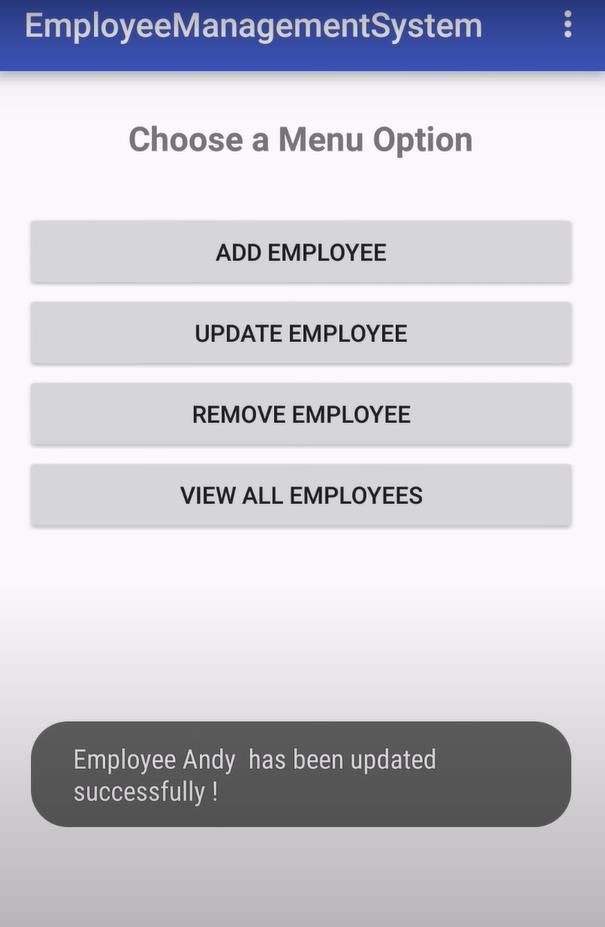 EmployeeManagementSystem
Choose a Menu Option
ADD EMPLOYEE
UPDATE EMPLOYEE
REMOVE EMPLOYEE
VIEW ALL EMPLOYEES
Employee Andy  has been updated
successfully !